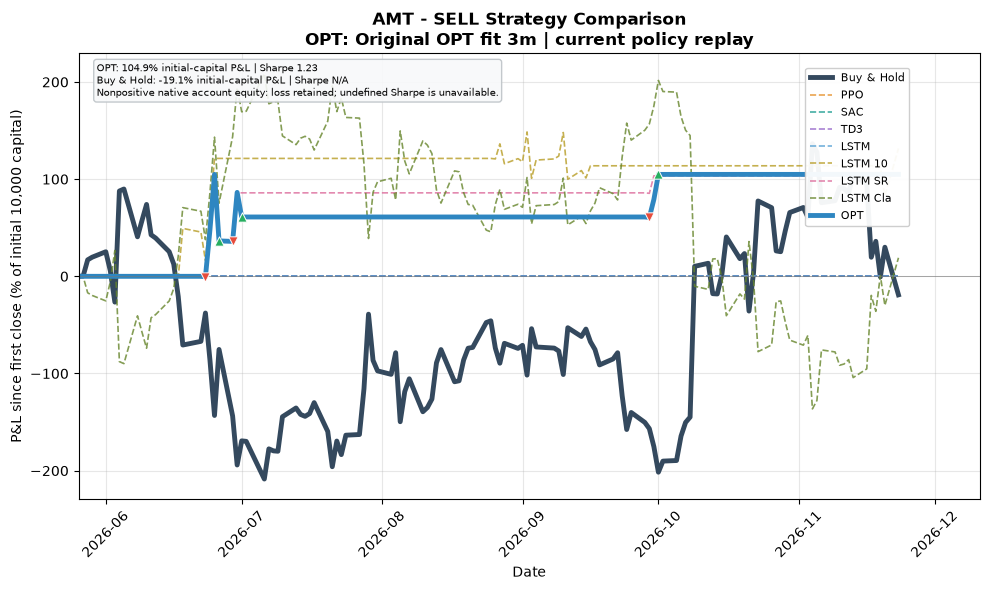 AMT - SELL Strategy Comparison
OPT: Original OPT fit 3m | current policy replay
OPT: 104.9% initial-capital P&L | Sharpe 1.23
Buy & Hold: -19.1% initial-capital P&L | Sharpe N/A
Nonpositive native account equity: loss retained; undefined Sharpe is unavailable.
Buy & Hold
PPO
SAC
TD3
LSTM
LSTM 10
LSTM SR
LSTM Cla
OPT
P&L since first close (% of initial 10,000 capital)
200
100
0
−100
−200
2026-06
2026-07
2026-08
2026-09
2026-10
2026-11
2026-12
Date